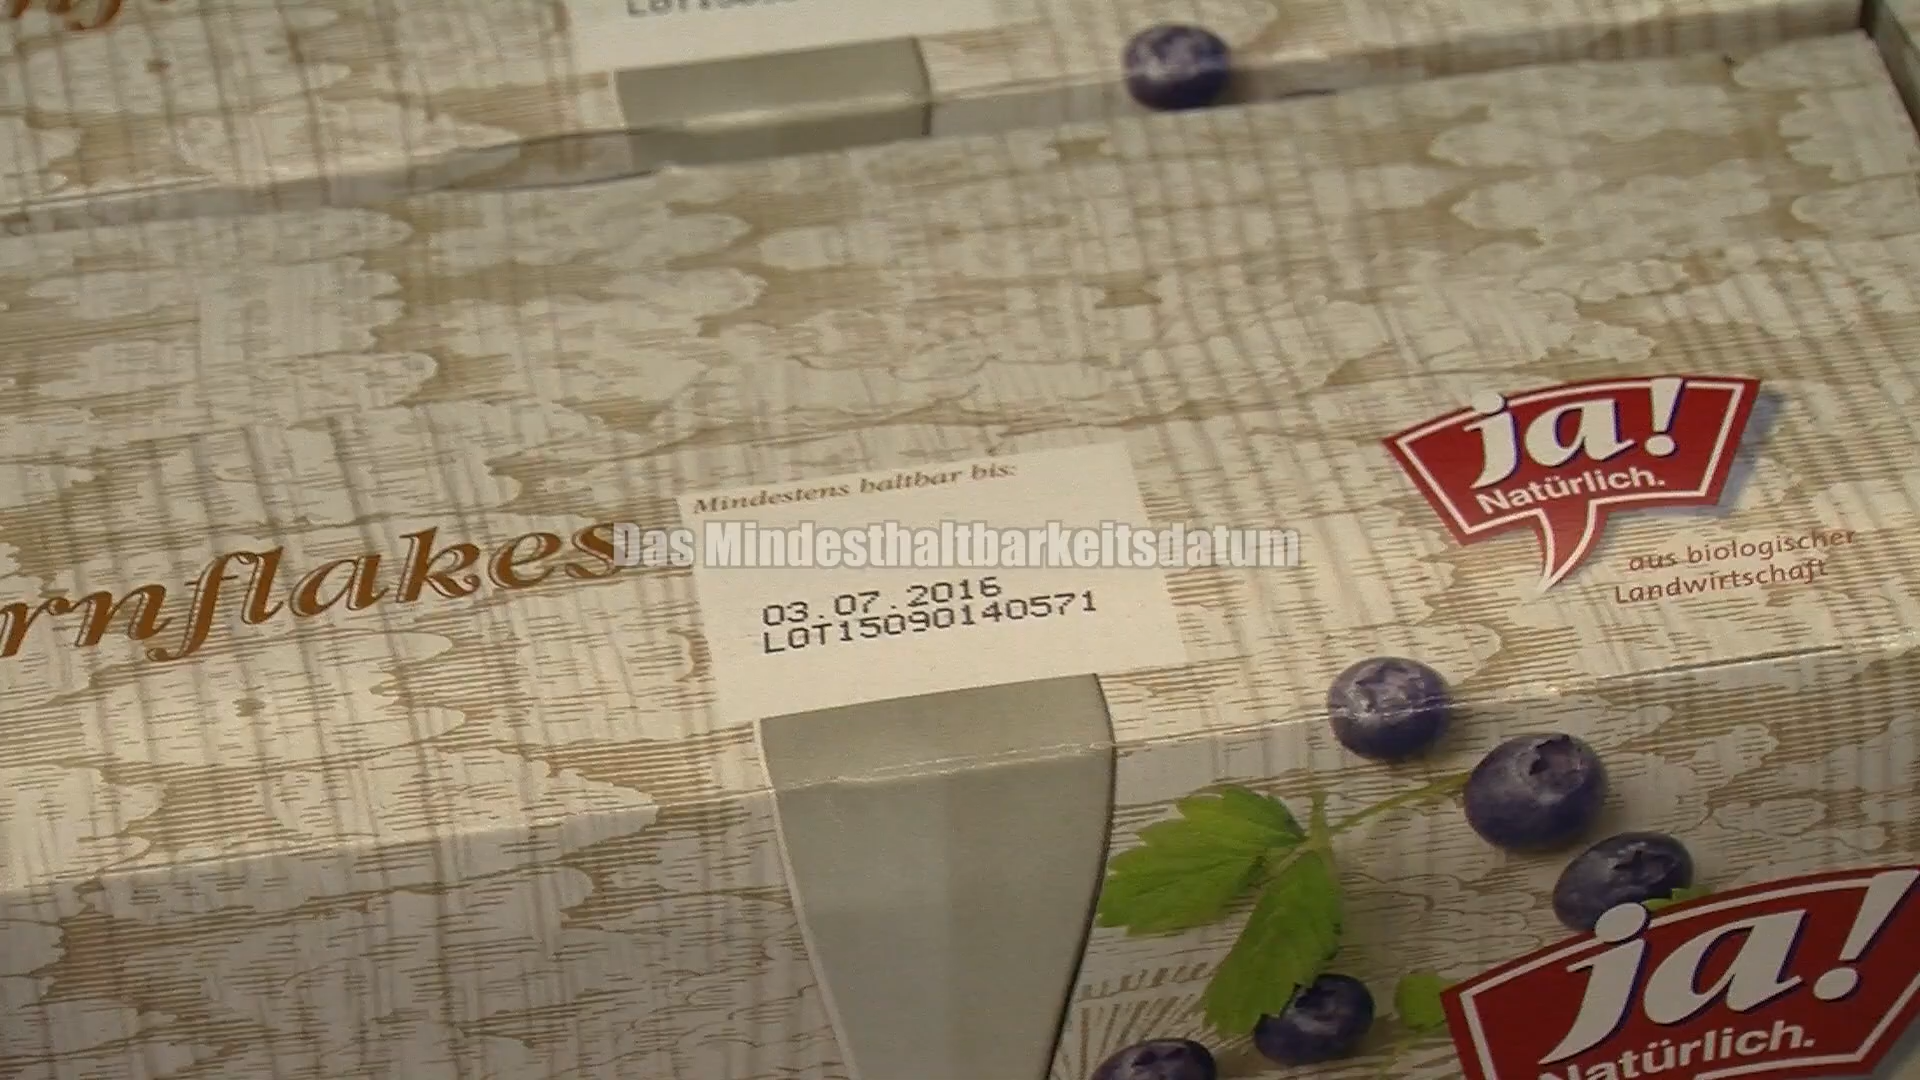 rnflakes
Mindestens haltbar bis:
Das Mindesthaltbarkeitsdatum
03.07.2016
LOT15090140571
ja!
Natürlich.
aus biologischer
Landwirtschaft
ja!
Natürlich.